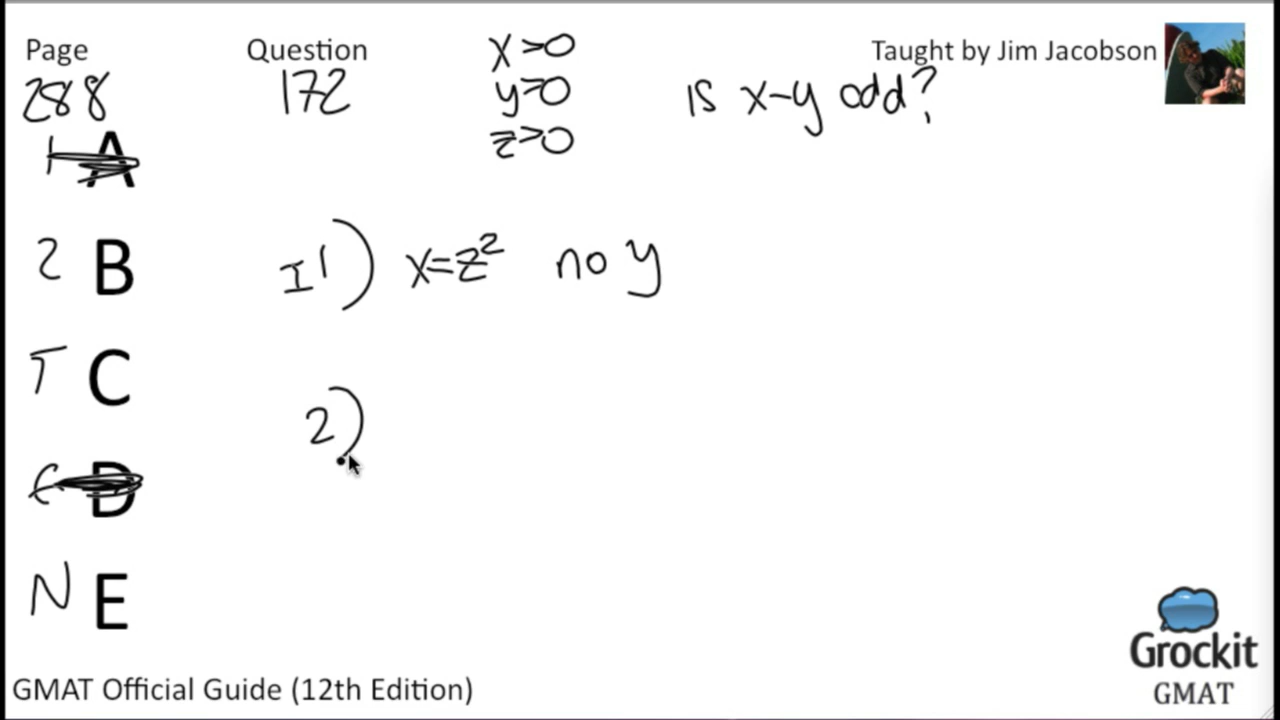 Page Question Taught by Jim Jacobson
288 172
x>0
y>0
z>0
is x-y odd?
1 A
2 B
T C
E D
N E
I 1) x=z² no y
2)
Grockit
GMAT
GMAT Official Guide (12th Edition)